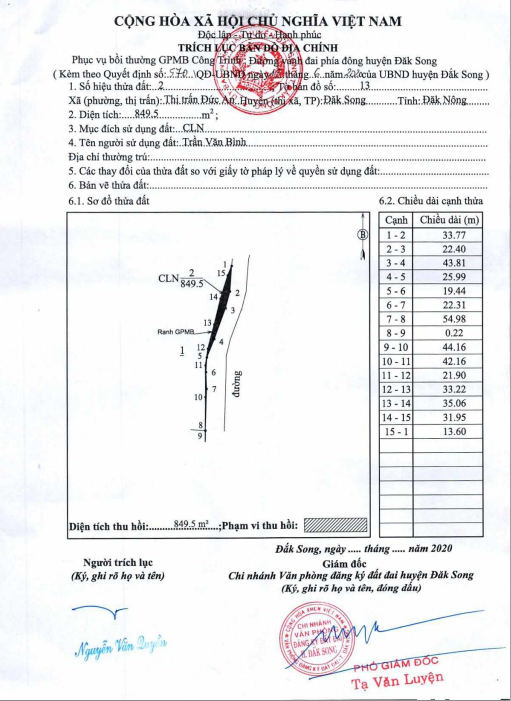 CỘNG HÒA XÃ HỘI CHỦ NGHĨA VIỆT NAM
Độc lập - Tự do - Hạnh phúc
TRÍCH LỤC BẢN ĐỒ ĐỊA CHÍNH
Phục vụ bồi thường GPMB Công Trình : Đường vành đai phía đông huyện Đăk Song
( Kèm theo Quyết định số: 570 /QĐ-UBND ngày tháng 6 năm 2020 của UBND huyện Đắk Song )
1. Số hiệu thửa đất: 2 Tờ bản đồ số: 13
Xã (phường, thị trấn): Thị trấn Đức An Huyện (thị xã, TP): Đăk Song Tỉnh: Đăk Nông
2. Diện tích: 849.5 m²;
3. Mục đích sử dụng đất: CLN
4. Tên người sử dụng đất: Trần Văn Bình
Địa chỉ thường trú:
5. Các thay đổi của thửa đất so với giấy tờ pháp lý về quyền sử dụng đất:
6. Bản vẽ thửa đất:
6.1. Sơ đồ thửa đất
6.2. Chiều dài cạnh thửa
Cạnh Chiều dài (m)
1 - 2 33.77
2 - 3 22.40
3 - 4 43.81
4 - 5 25.99
5 - 6 19.44
6 - 7 22.31
7 - 8 54.98
8 - 9 0.22
9 - 10 44.16
10 - 11 42.16
11 - 12 21.90
12 - 13 33.22
13 - 14 35.06
14 - 15 31.95
15 - 1 13.60
B
1
15
CLN 2
849.5
14
2
3
13
Ranh GPMB
4
1
12
5
11
6
7
10
đường
8
9
Diện tích thu hồi: 849.5 m² ;Phạm vi thu hồi:
Đắk Song, ngày ..... tháng ..... năm 2020
Người trích lục
(Ký, ghi rõ họ và tên)
Giám đốc
Chi nhánh Văn phòng đăng ký đất đai huyện Đăk Song
(Ký, ghi rõ họ và tên, đóng dấu)
Nguyễn Văn Quyền
CHI NHÁNH
VĂN PHÒNG
ĐĂNG KÝ ĐẤT ĐAI
H. ĐĂK SONG
PHÓ GIÁM ĐỐC
Tạ Văn Luyện